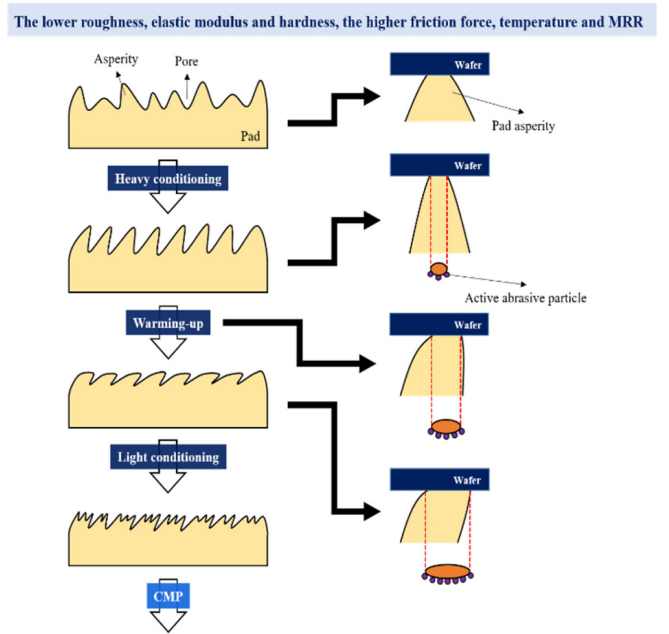 The lower roughness, elastic modulus and hardness, the higher friction force, temperature and MRR
Asperity
Pore
Pad
Wafer
Pad asperity
Heavy conditioning
Wafer
Active abrasive particle
Warming-up
Wafer
Light conditioning
Wafer
CMP